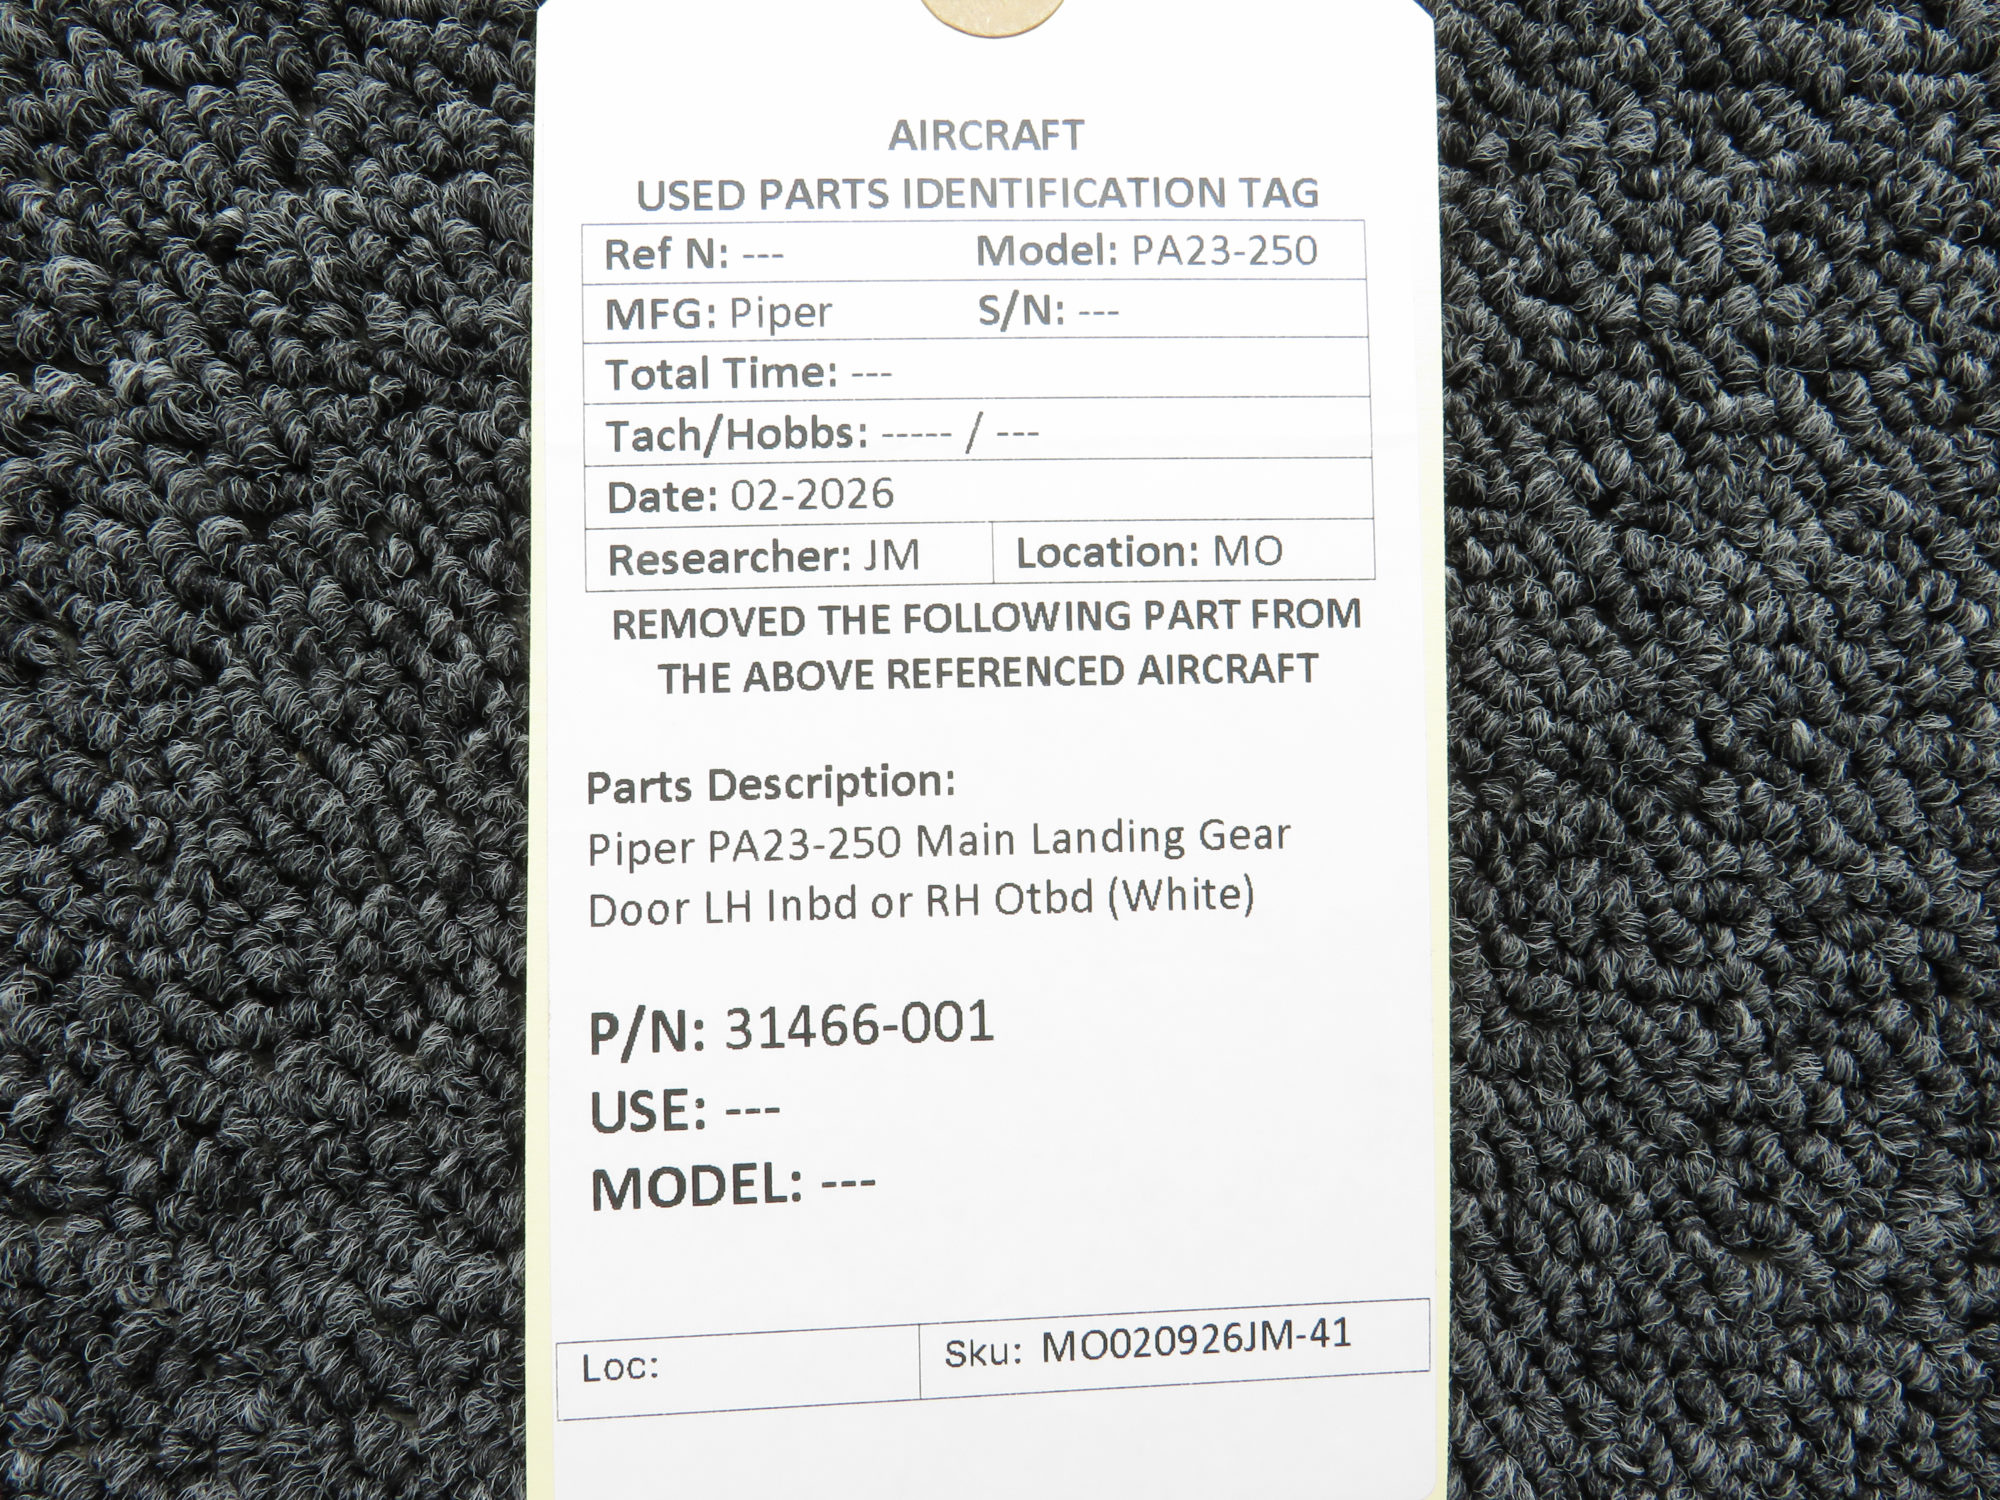 AIRCRAFT
USED PARTS IDENTIFICATION TAG
Ref N: --- Model: PA23-250
MFG: Piper S/N: ---
Total Time: ---
Tach/Hobbs: ----- / ---
Date: 02-2026
Researcher: JM Location: MO
REMOVED THE FOLLOWING PART FROM
THE ABOVE REFERENCED AIRCRAFT
Parts Description:
Piper PA23-250 Main Landing Gear
Door LH Inbd or RH Otbd (White)
P/N: 31466-001
USE: ---
MODEL: ---
Loc: Sku: MO020926JM-41